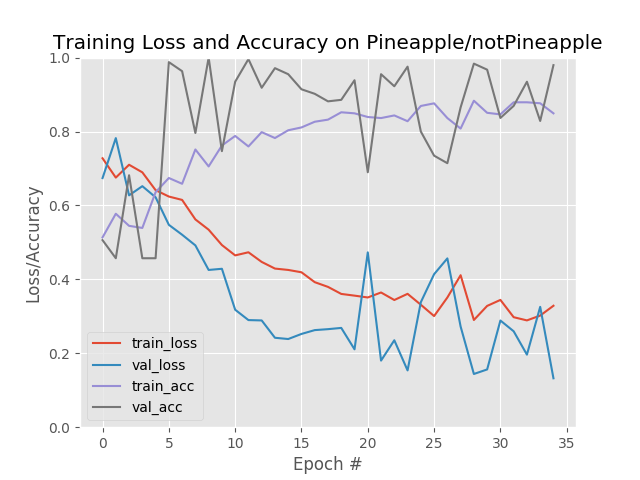 Training Loss and Accuracy on Pineapple/notPineapple
1.0
0.8
0.6
0.4
0.2
0.0
Loss/Accuracy
train_loss
val_loss
train_acc
val_acc
0 5 10 15 20 25 30 35
Epoch #